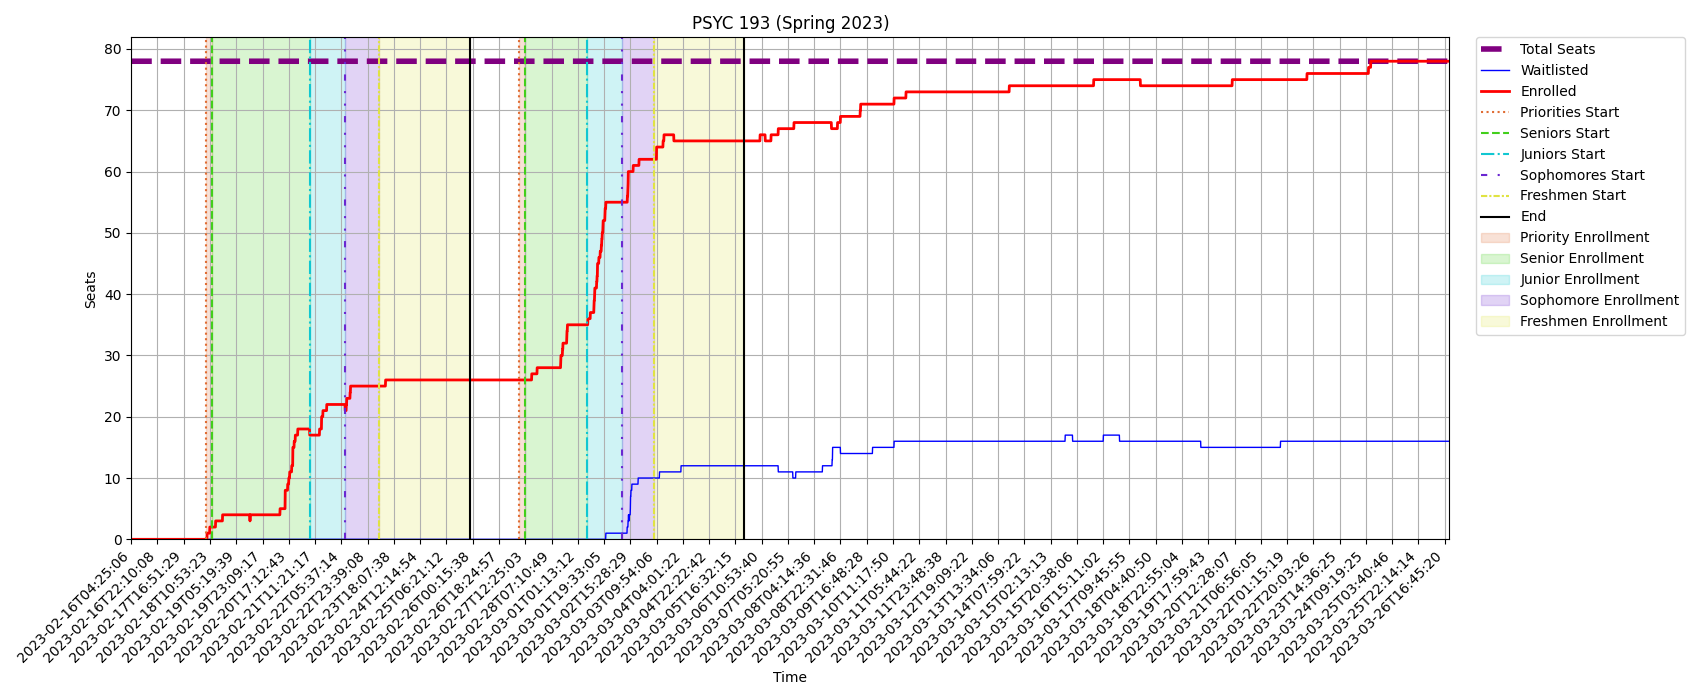 PSYC 193 (Spring 2023)
80
70
60
50
40
30
20
10
0
Seats
2023-02-16T04:25:06
2023-02-16T22:10:08
2023-02-17T16:51:29
2023-02-18T10:53:23
2023-02-19T05:19:39
2023-02-19T23:09:17
2023-02-20T17:12:43
2023-02-21T11:21:17
2023-02-22T05:37:14
2023-02-22T23:39:08
2023-02-23T18:07:38
2023-02-24T12:14:54
2023-02-25T06:21:12
2023-02-26T00:15:38
2023-02-26T18:24:57
2023-02-27T12:25:03
2023-02-28T07:10:49
2023-03-01T01:13:12
2023-03-01T19:33:05
2023-03-02T15:28:29
2023-03-03T09:54:06
2023-03-04T04:01:22
2023-03-04T22:22:42
2023-03-05T16:32:15
2023-03-06T10:53:40
2023-03-07T05:20:55
2023-03-08T04:14:36
2023-03-08T22:31:46
2023-03-09T16:48:28
2023-03-10T11:17:50
2023-03-11T05:44:22
2023-03-11T23:48:38
2023-03-12T19:09:22
2023-03-13T13:34:06
2023-03-14T07:59:22
2023-03-15T02:13:13
2023-03-15T20:38:06
2023-03-16T15:11:02
2023-03-17T09:45:55
2023-03-18T04:40:50
2023-03-18T22:55:04
2023-03-19T17:59:43
2023-03-20T12:28:07
2023-03-21T06:56:05
2023-03-22T01:15:19
2023-03-22T20:03:26
2023-03-23T14:36:25
2023-03-24T09:19:25
2023-03-25T03:40:46
2023-03-25T22:14:14
2023-03-26T16:45:20
Time
Total Seats
Waitlisted
Enrolled
Priorities Start
Seniors Start
Juniors Start
Sophomores Start
Freshmen Start
End
Priority Enrollment
Senior Enrollment
Junior Enrollment
Sophomore Enrollment
Freshmen Enrollment